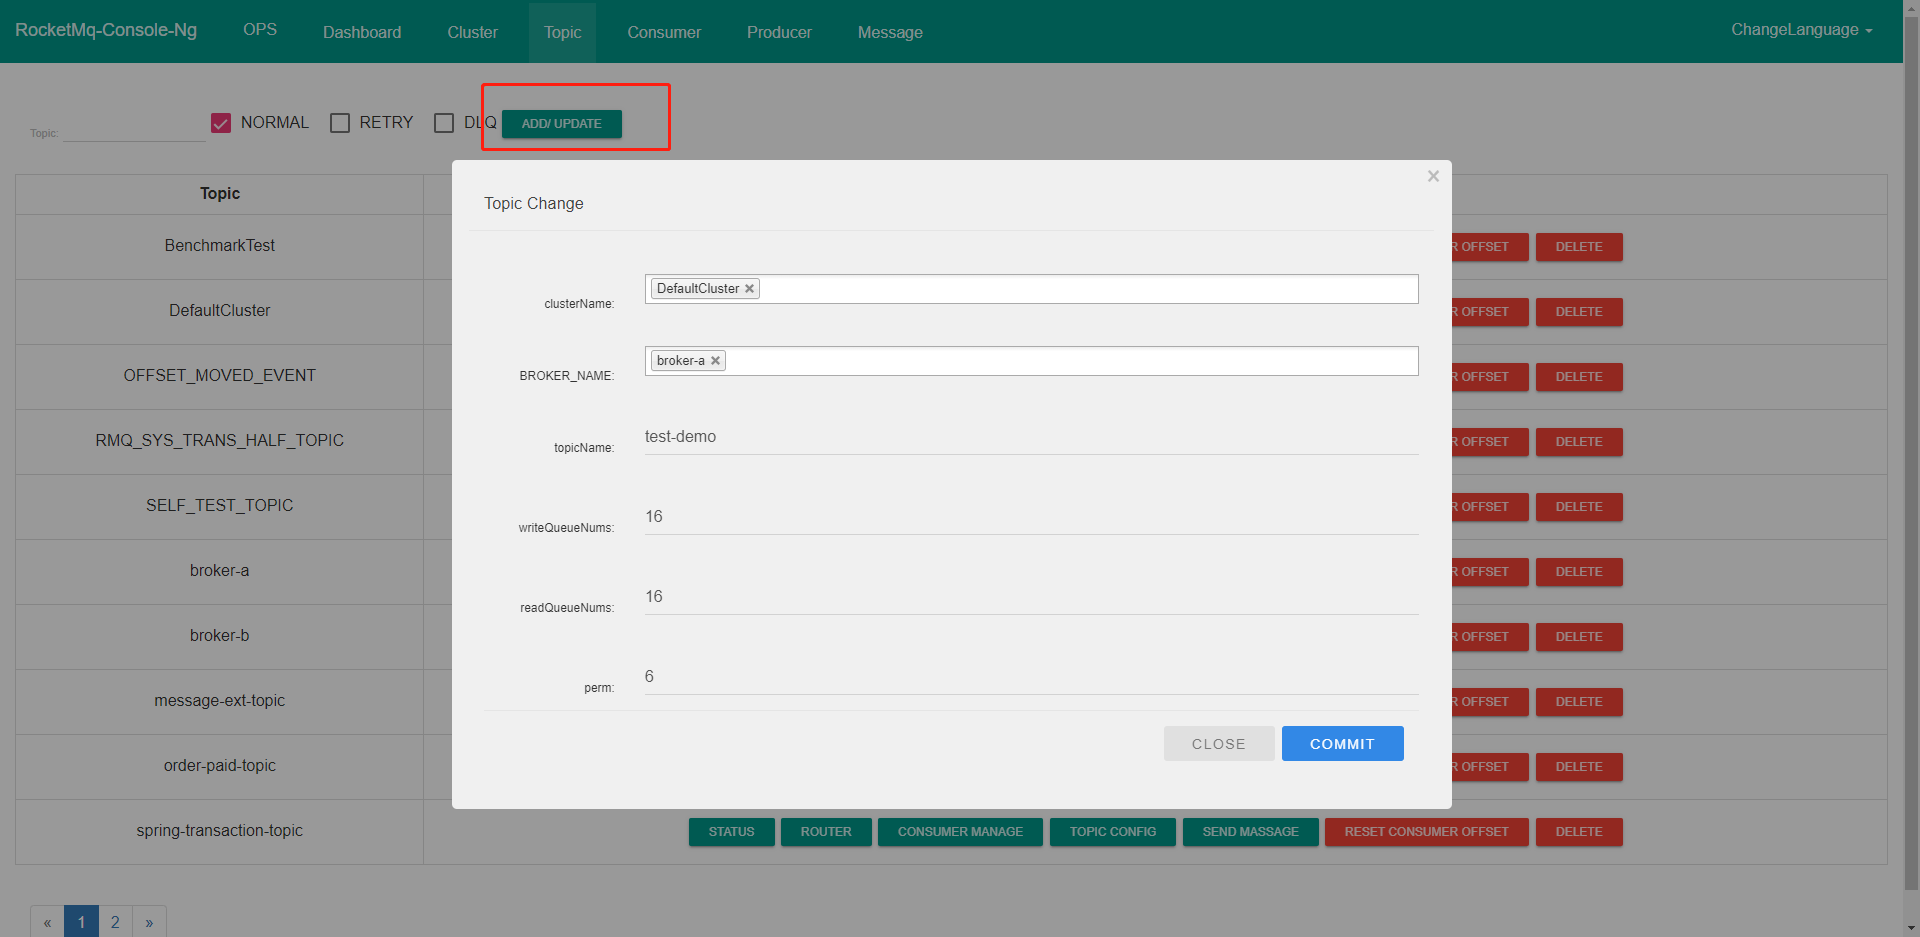 RocketMq-Console-Ng OPS Dashboard Cluster Topic Consumer Producer Message ChangeLanguage
Topic: NORMAL RETRY DLQ ADD/ UPDATE
×
Topic Change
Topic
BenchmarkTest R OFFSET DELETE
clusterName: DefaultCluster ×
DefaultCluster R OFFSET DELETE
BROKER_NAME: broker-a ×
OFFSET_MOVED_EVENT R OFFSET DELETE
topicName: test-demo
RMQ_SYS_TRANS_HALF_TOPIC R OFFSET DELETE
SELF_TEST_TOPIC R OFFSET DELETE
writeQueueNums: 16
broker-a R OFFSET DELETE
readQueueNums: 16
broker-b R OFFSET DELETE
perm: 6
message-ext-topic R OFFSET DELETE
CLOSE COMMIT
order-paid-topic R OFFSET DELETE
spring-transaction-topic STATUS ROUTER CONSUMER MANAGE TOPIC CONFIG SEND MASSAGE RESET CONSUMER OFFSET DELETE
« 1 2 »